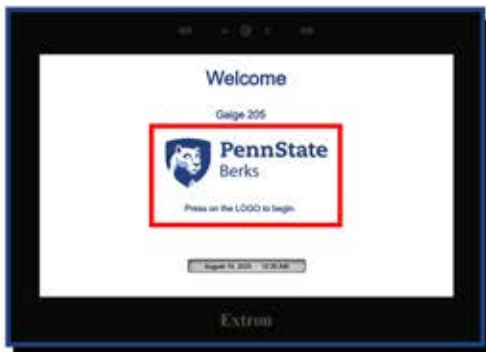 Welcome
Gaige 205
PennState
Berks
Press on the LOGO to begin.
Extron